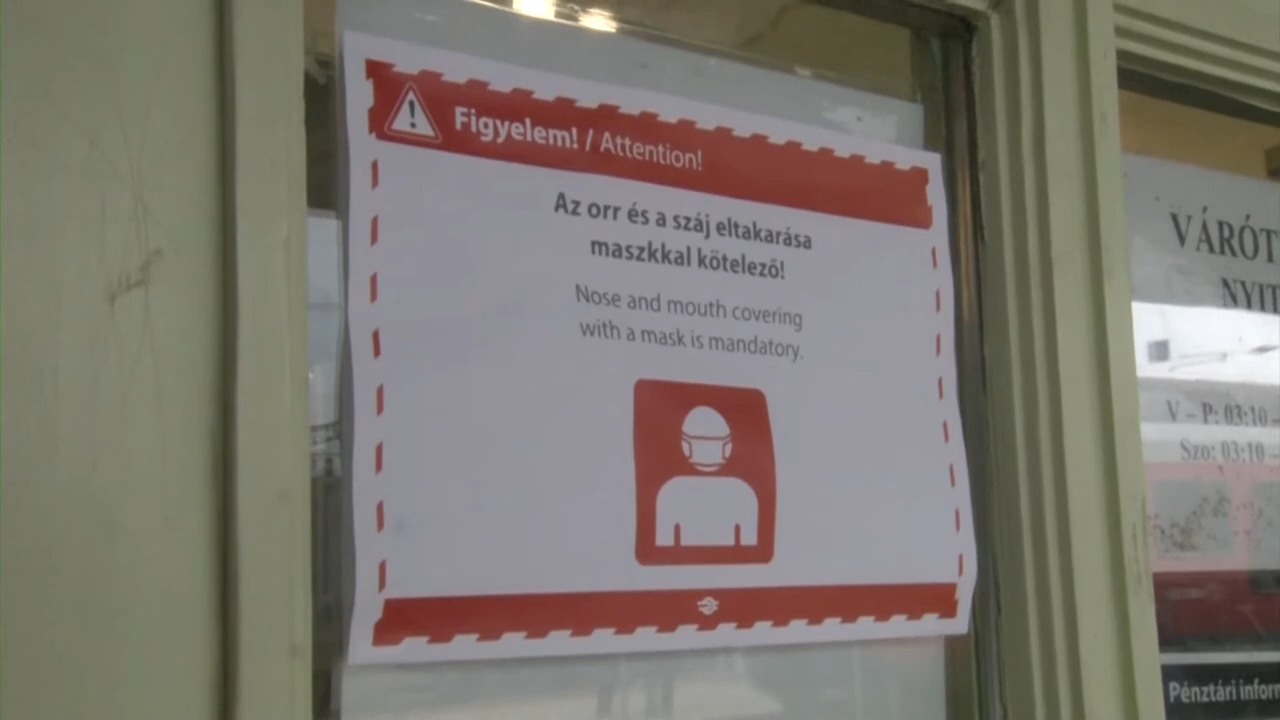 Figyelem! / Attention!
Az orr és a száj eltakarása
maszkkal kötelező!
Nose and mouth covering
with a mask is mandatory.
VÁRÓT
NYIT
V – P: 03:10 –
Szo: 03:10 –
Pénztári infor